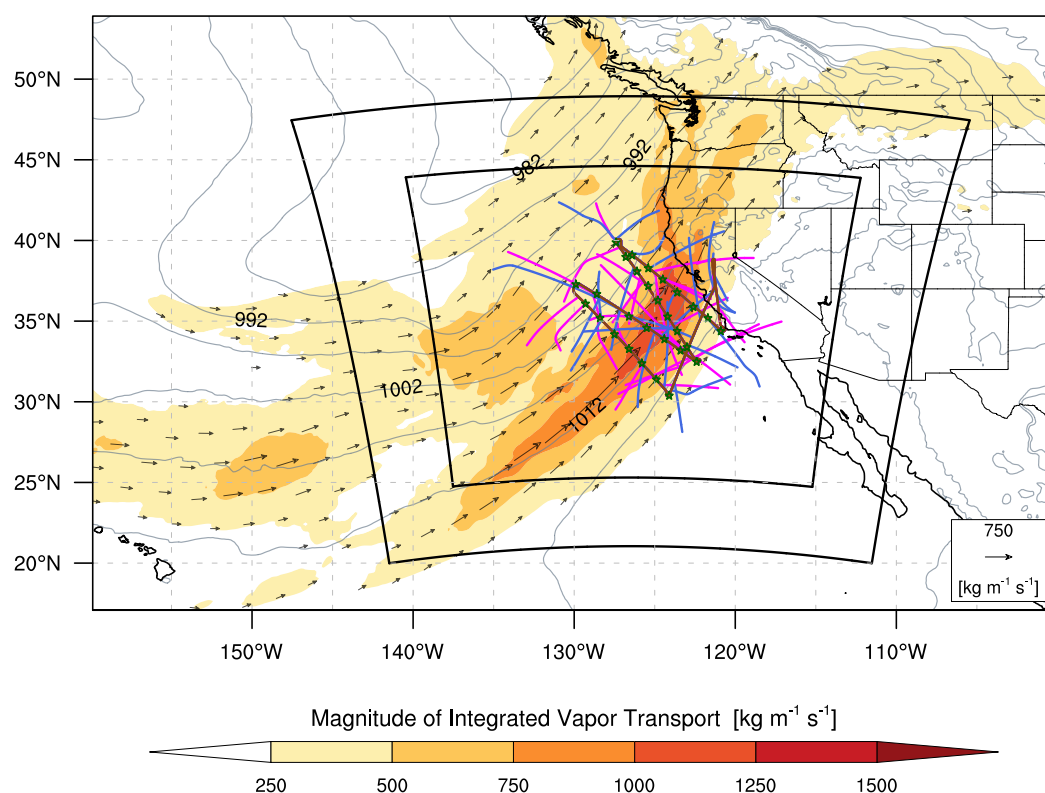 50°N
45°N
40°N
35°N
30°N
25°N
20°N
982
992
992
1002
1012
750
[kg m⁻¹ s⁻¹]
150°W 140°W 130°W 120°W 110°W
Magnitude of Integrated Vapor Transport [kg m⁻¹ s⁻¹]
250 500 750 1000 1250 1500